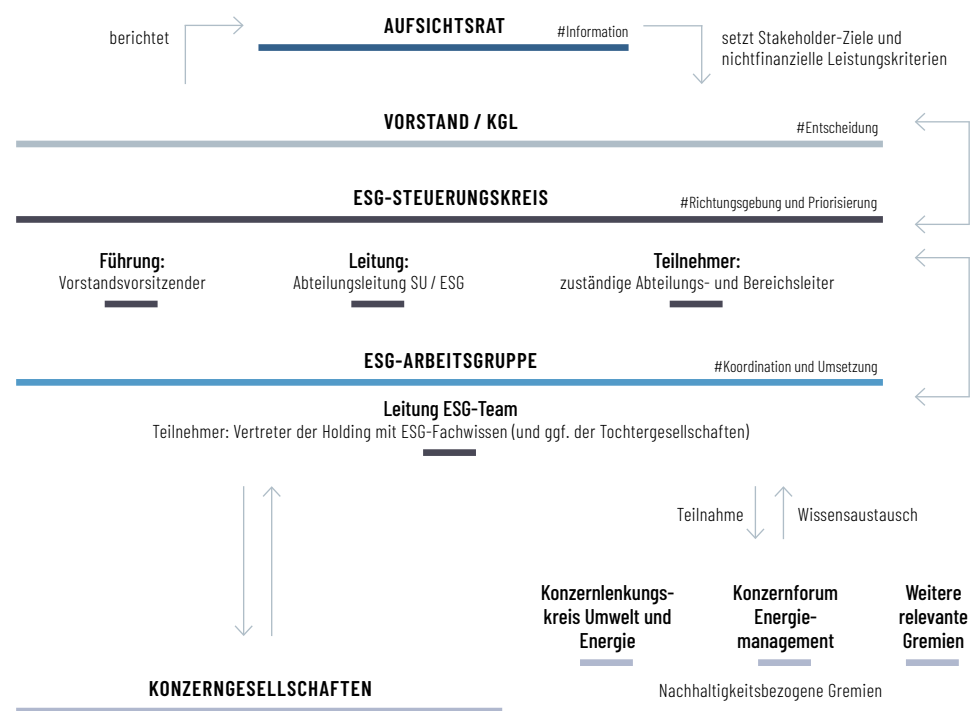 berichtet
AUFSICHTSRAT
#Information
setzt Stakeholder-Ziele und
nichtfinanzielle Leistungskriterien
VORSTAND / KGL
#Entscheidung
ESG-STEUERUNGSKREIS
#Richtungsgebung und Priorisierung
Führung:
Vorstandsvorsitzender
Leitung:
Abteilungsleitung SU / ESG
Teilnehmer:
zuständige Abteilungs- und Bereichsleiter
ESG-ARBEITSGRUPPE
#Koordination und Umsetzung
Leitung ESG-Team
Teilnehmer: Vertreter der Holding mit ESG-Fachwissen (und ggf. der Tochtergesellschaften)
Teilnahme
Wissensaustausch
Konzernlenkungs-
kreis Umwelt und
Energie
Konzernforum
Energie-
management
Weitere
relevante
Gremien
Nachhaltigkeitsbezogene Gremien
KONZERNGESELLSCHAFTEN